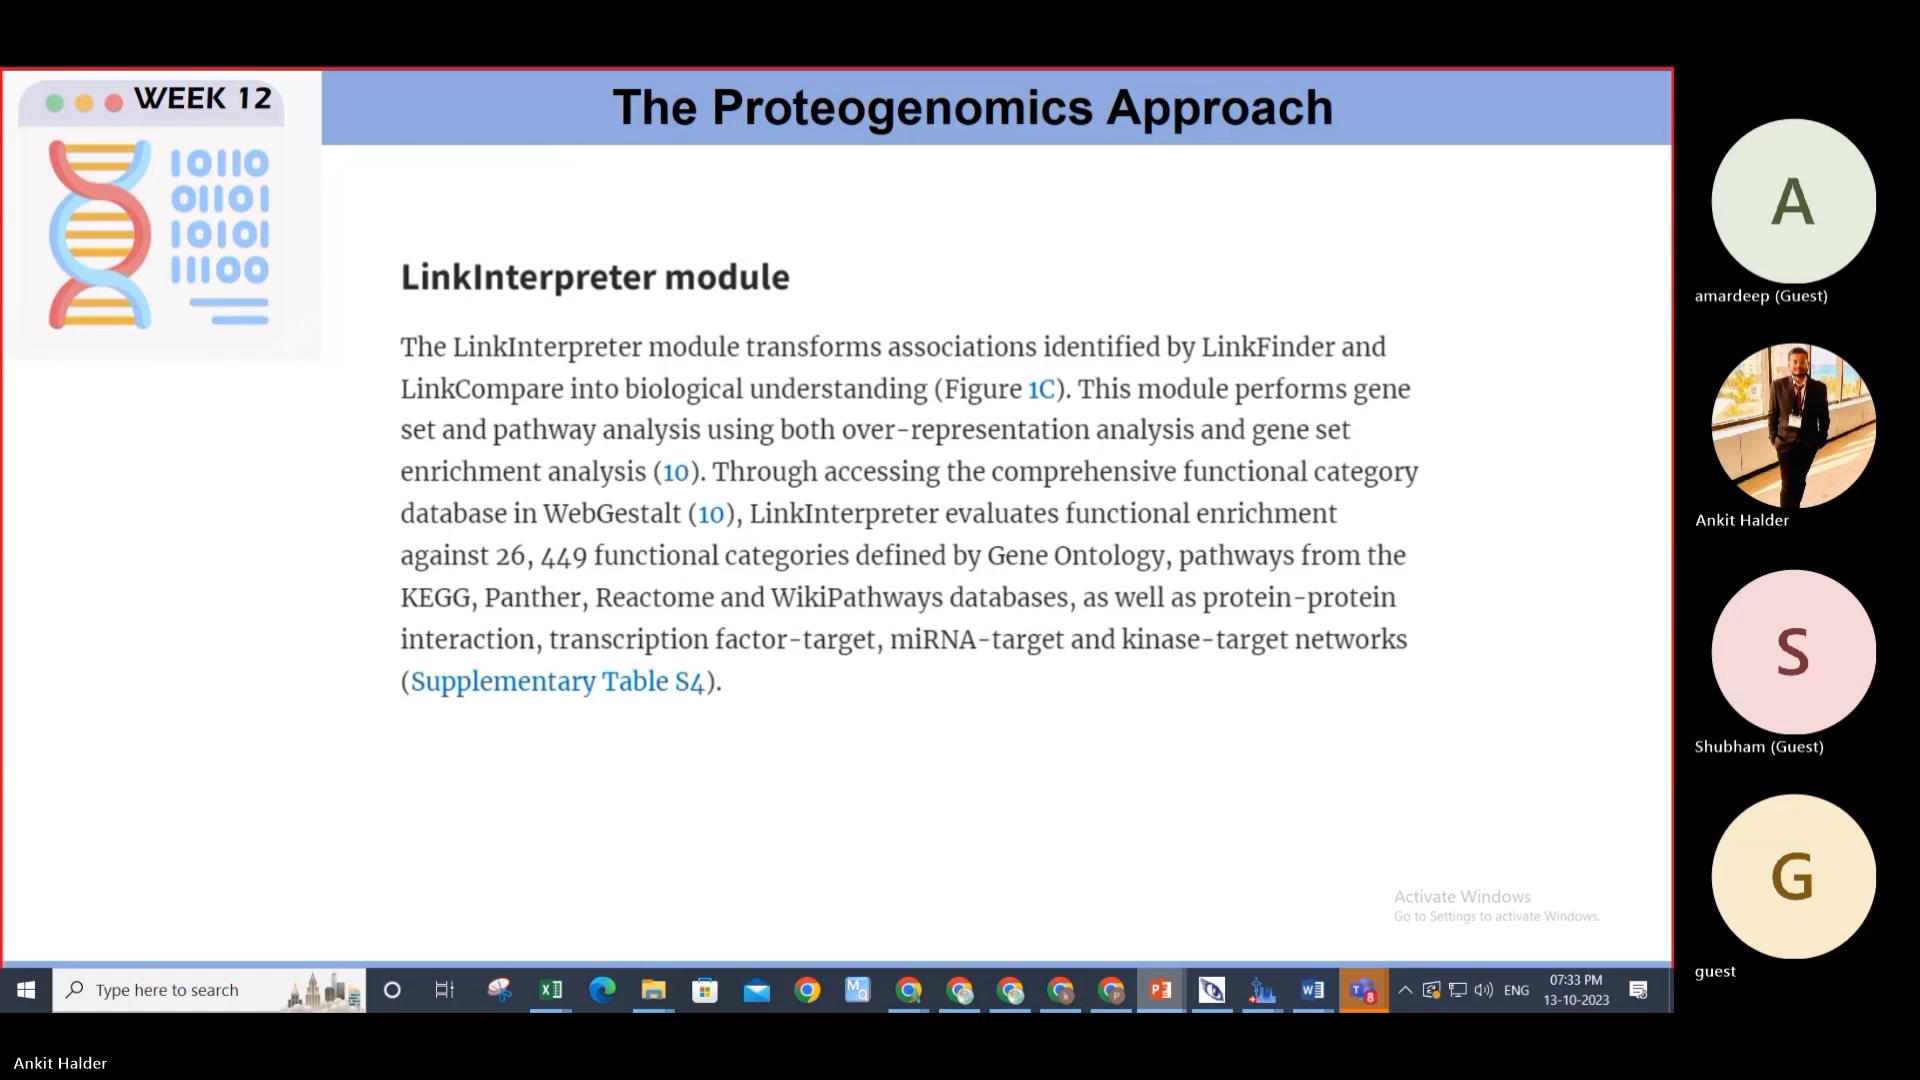 WEEK 12
10110
01101
10101
11100
The Proteogenomics Approach
LinkInterpreter module
The LinkInterpreter module transforms associations identified by LinkFinder and
LinkCompare into biological understanding (Figure 1C). This module performs gene
set and pathway analysis using both over-representation analysis and gene set
enrichment analysis (10). Through accessing the comprehensive functional category
database in WebGestalt (10), LinkInterpreter evaluates functional enrichment
against 26, 449 functional categories defined by Gene Ontology, pathways from the
KEGG, Panther, Reactome and WikiPathways databases, as well as protein-protein
interaction, transcription factor-target, miRNA-target and kinase-target networks
(Supplementary Table S4).
Activate Windows
Go to Settings to activate Windows.
A
amardeep (Guest)
Ankit Halder
S
Shubham (Guest)
G
guest
Type here to search
ENG
07:33 PM
13-10-2023
Ankit Halder